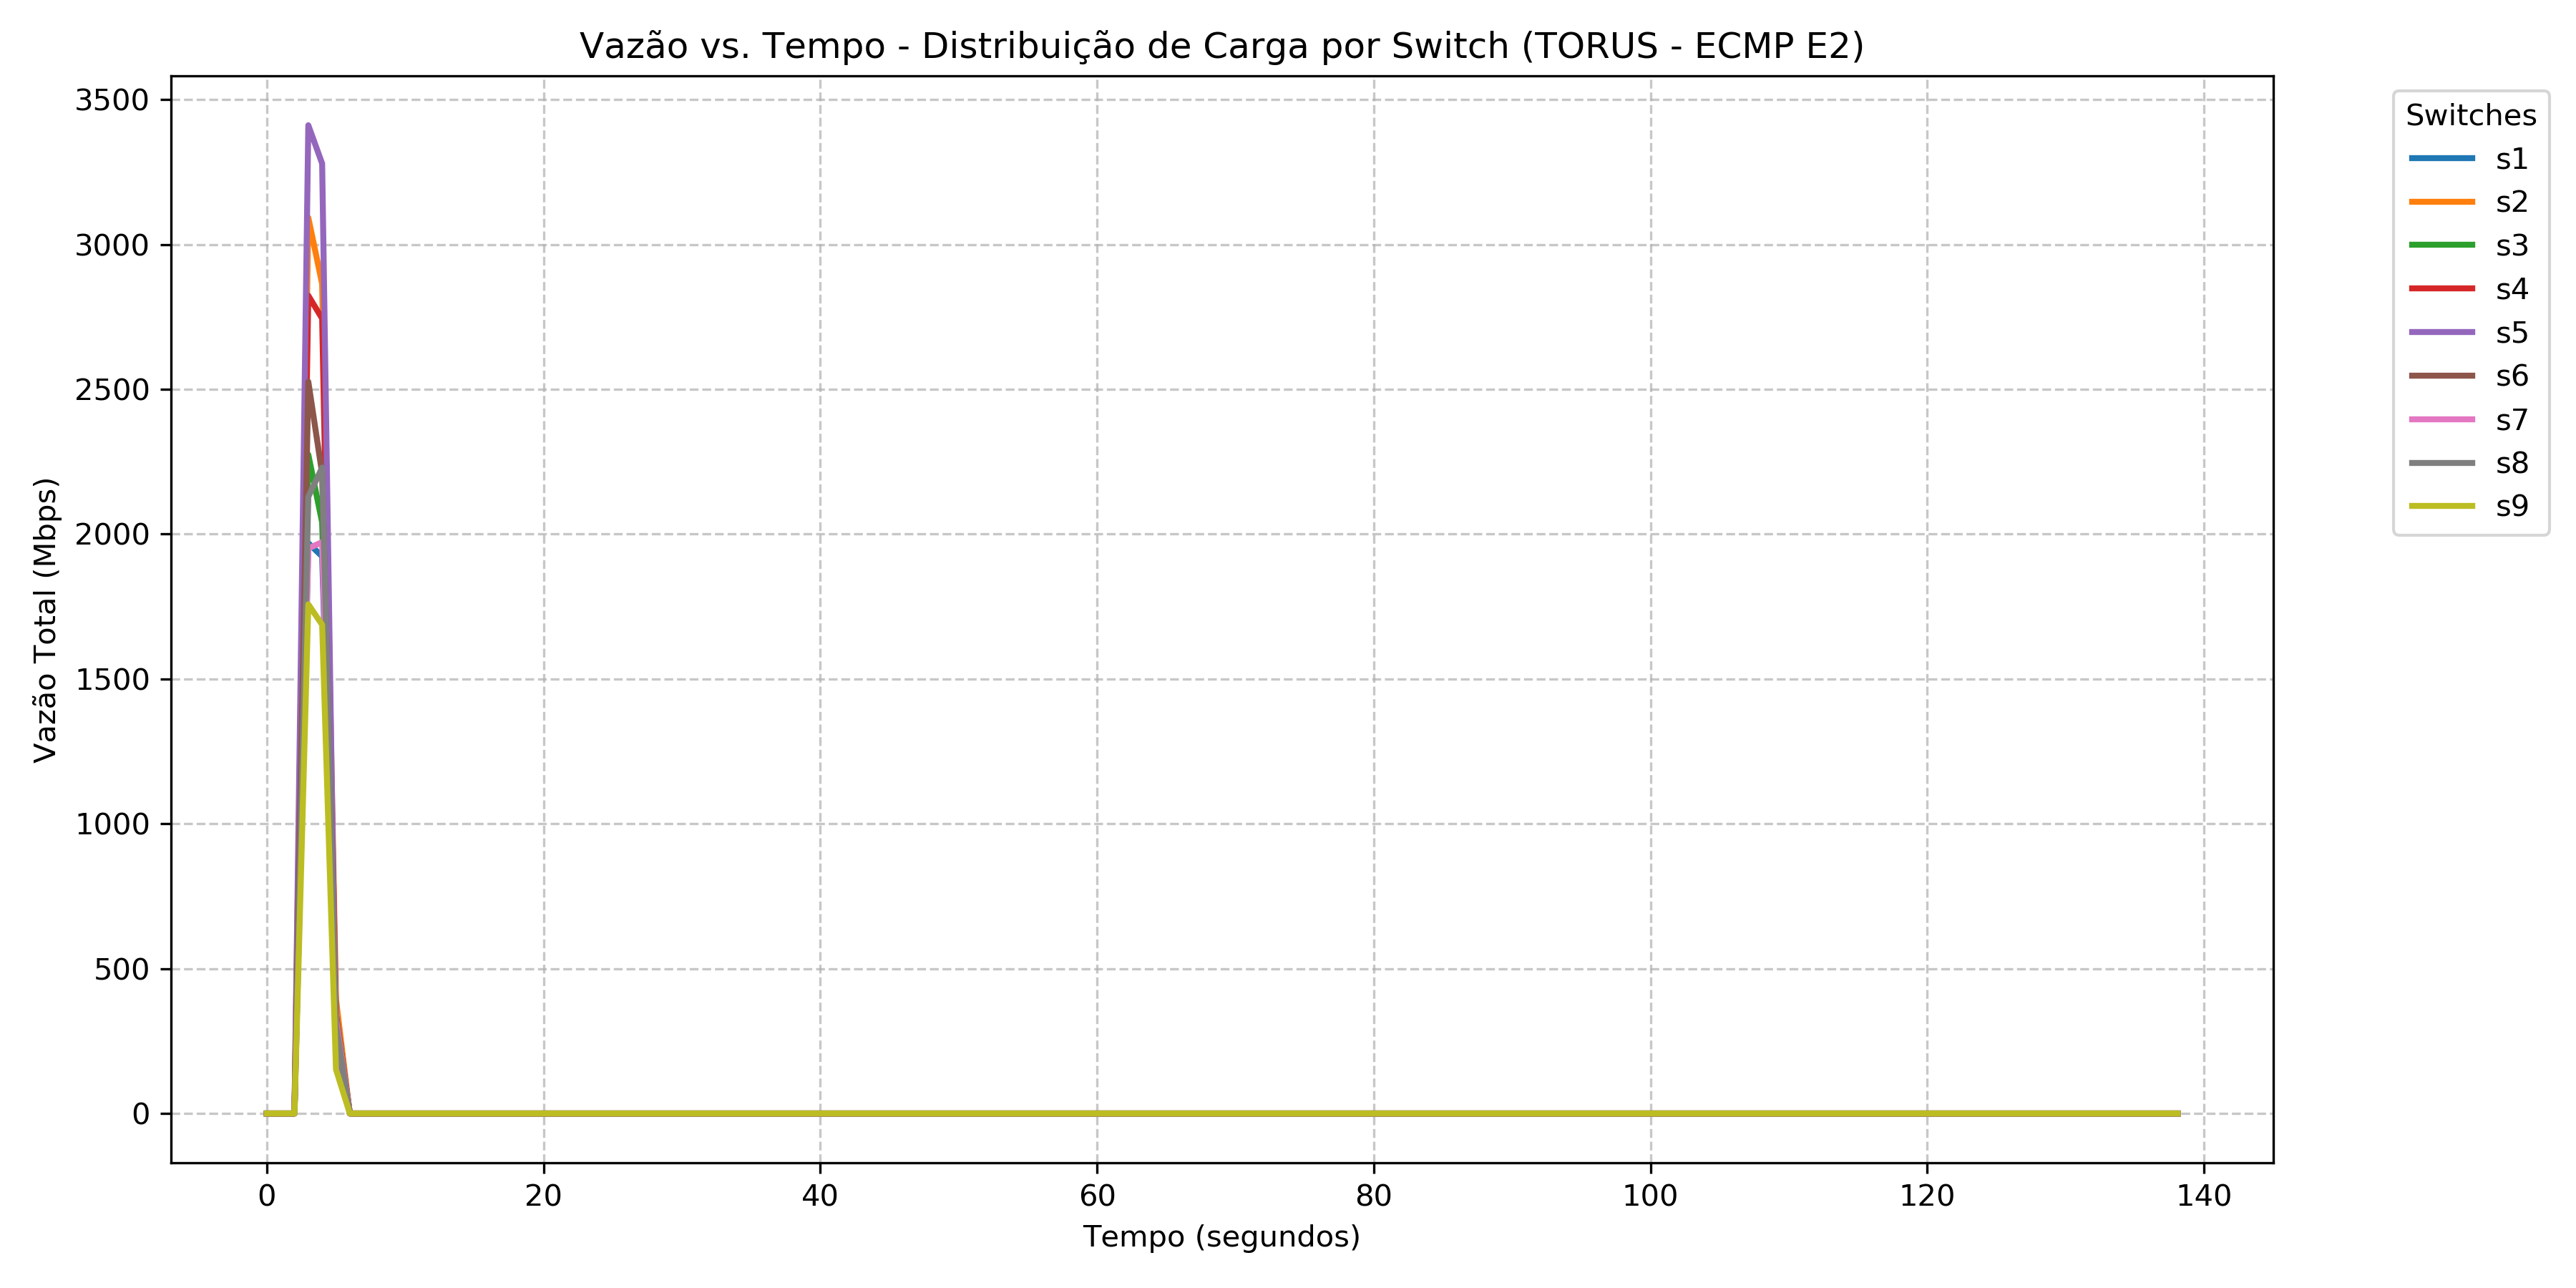 Vazão vs. Tempo - Distribuição de Carga por Switch (TORUS - ECMP E2)
Vazão Total (Mbps)
3500
3000
2500
2000
1500
1000
500
0
0 20 40 60 80 100 120 140
Tempo (segundos)
Switches
s1
s2
s3
s4
s5
s6
s7
s8
s9